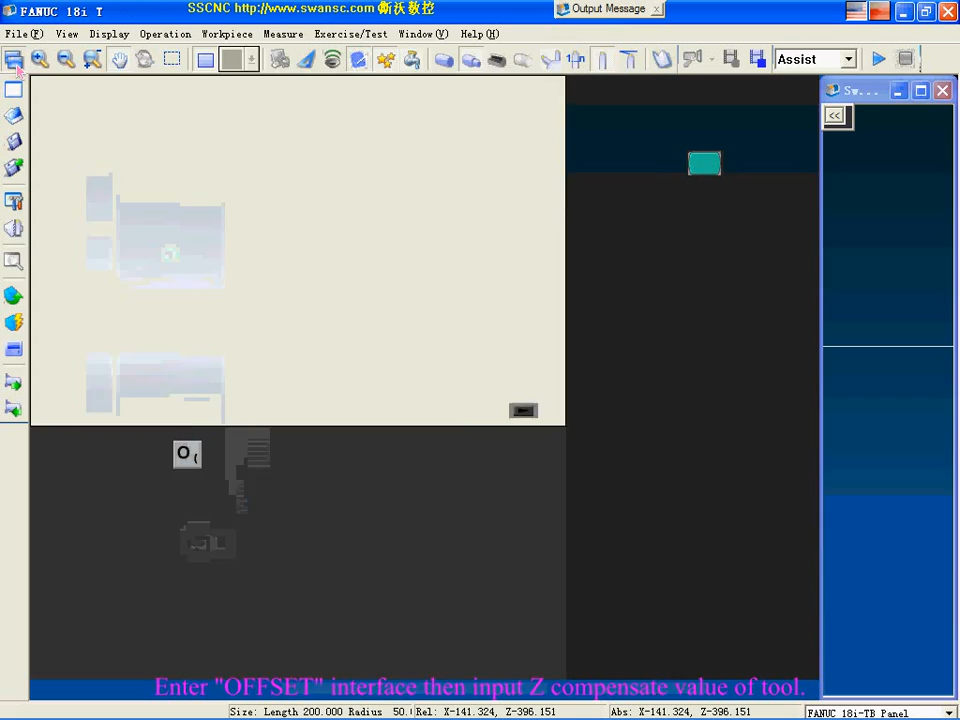 FANUC 18i T
SSCNC http://www.swansc.com 斯沃数控
Output Message
File(F) View Display Operation Workpiece Measure Exercise/Test Window(V) Help(H)
Assist
Sw...
<<
O(
Enter "OFFSET" interface then input Z compensate value of tool.
Size: Length 200.000 Radius 50.( Rel: X-141.324, Z-396.151 Abs: X-141.324, Z-396.151 FANUC 18i-TB Panel